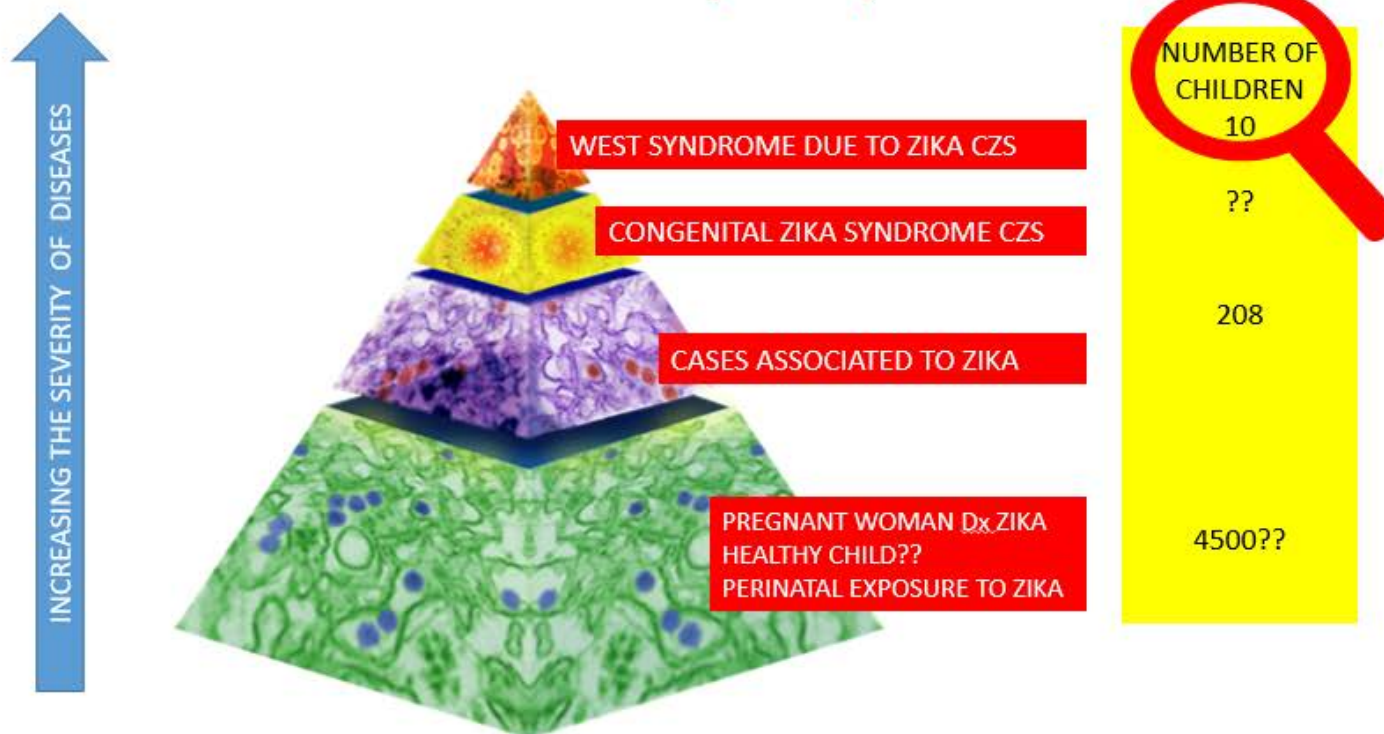 INCREASING THE SEVERITY OF DISEASES
WEST SYNDROME DUE TO ZIKA CZS
CONGENITAL ZIKA SYNDROME CZS
CASES ASSOCIATED TO ZIKA
PREGNANT WOMAN Dx ZIKA
HEALTHY CHILD??
PERINATAL EXPOSURE TO ZIKA
NUMBER OF
CHILDREN
10
??
208
4500??